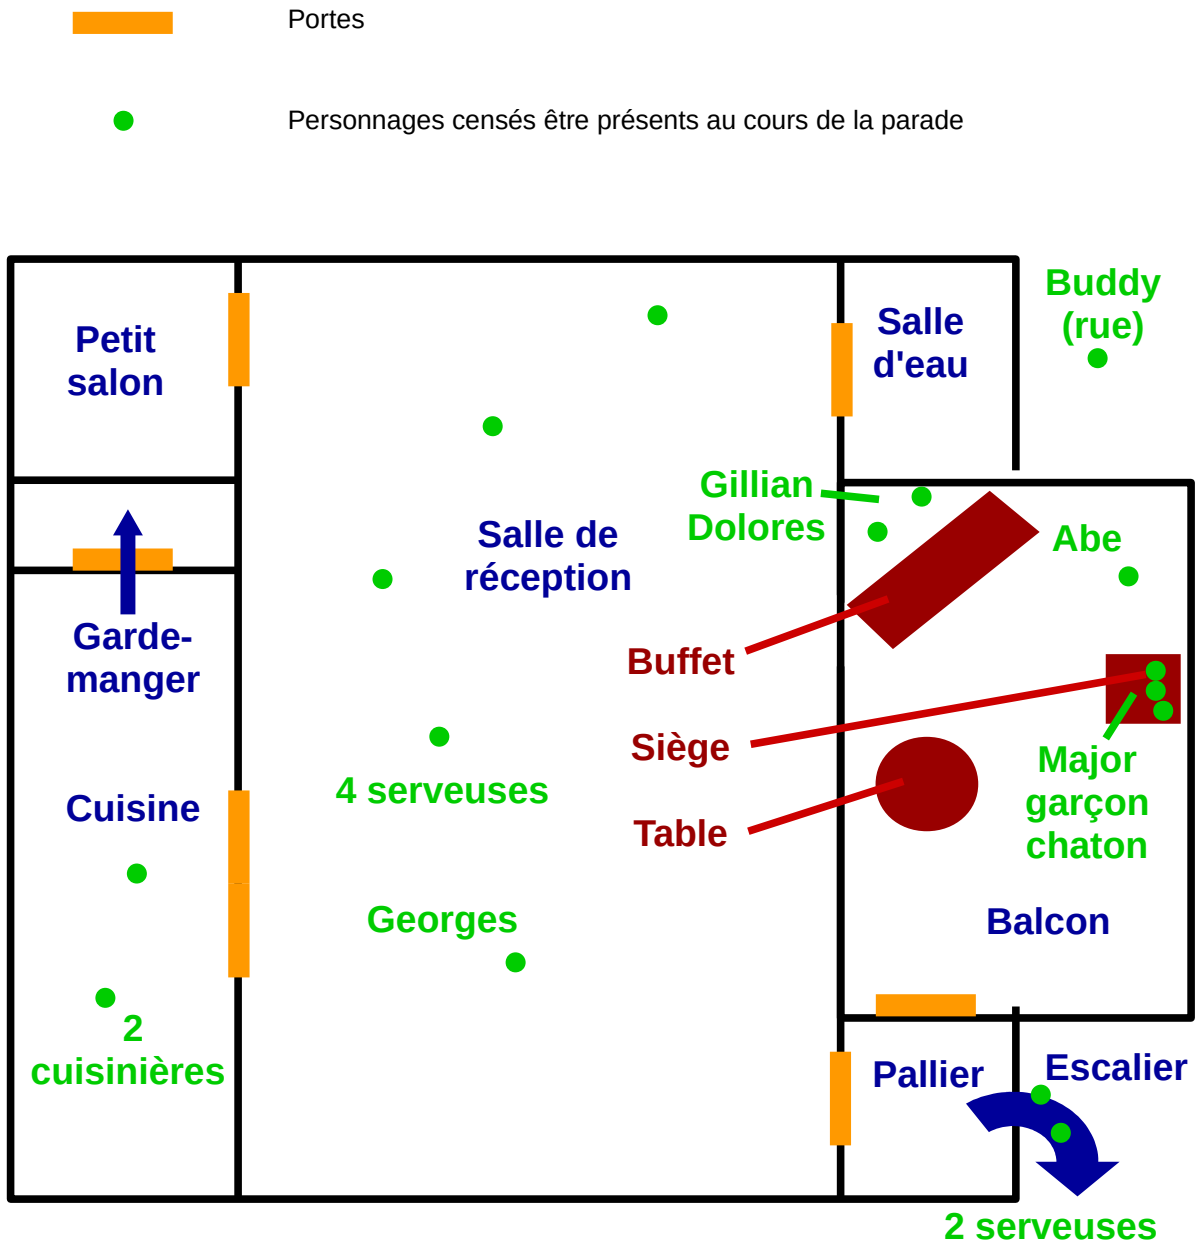 Portes
Personnages censés être présents au cours de la parade
Buddy
(rue)
Petit
salon
Salle
d'eau
Gillian
Dolores
Salle de
réception
Abe
Garde-
manger
Buffet
Siège
Major
garçon
chaton
4 serveuses
Cuisine
Table
Georges
Balcon
2
cuisinières
Pallier
Escalier
2 serveuses